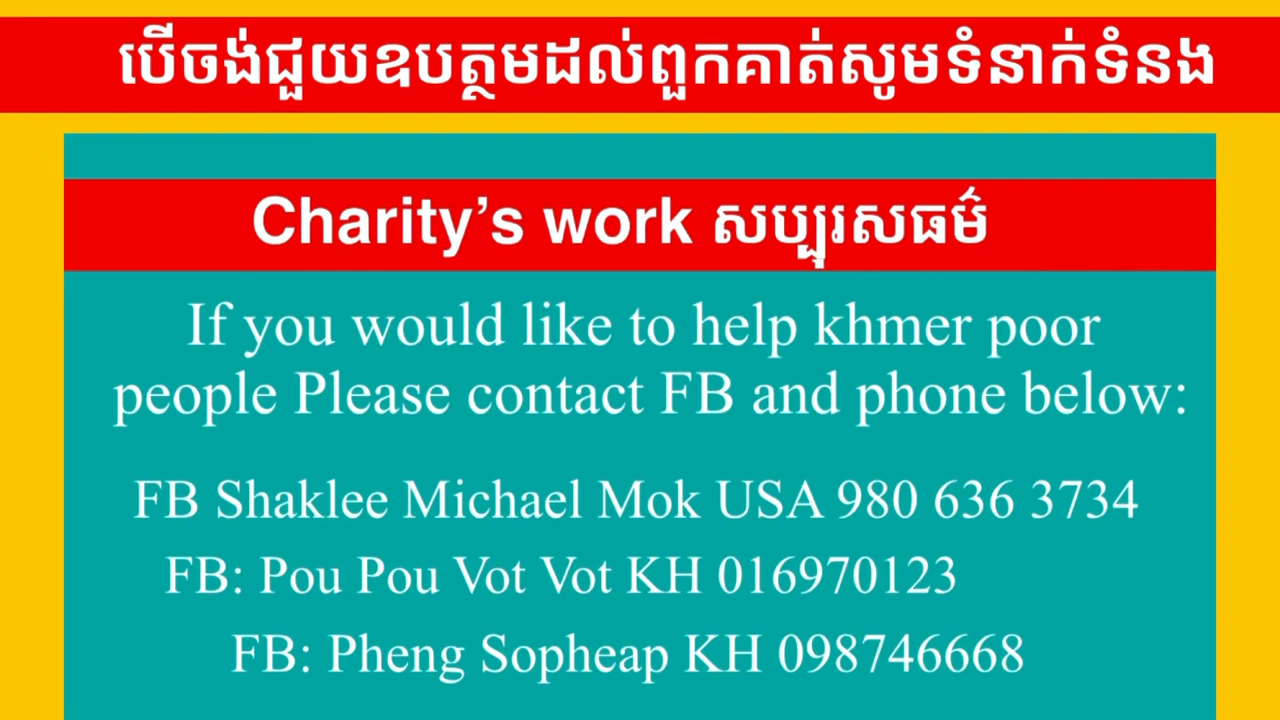 បើចង់ជួយឧបត្ថមដល់ពួកគាត់សូមទំនាក់ទំនង
Charity’s work សប្បុរសធម៌
If you would like to help khmer poor
people Please contact FB and phone below:
FB Shaklee Michael Mok USA 980 636 3734
FB: Pou Pou Vot Vot KH 016970123
FB: Pheng Sopheap KH 098746668